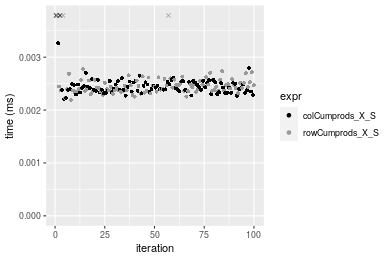 0.003
0.002
0.001
0.000
time (ms)
0
25
50
75
100
iteration
expr
colCumprods_X_S
rowCumprods_X_S